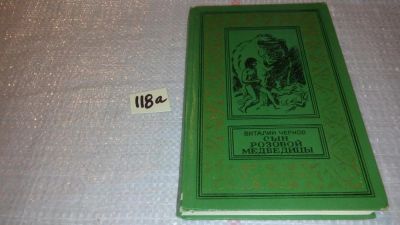 118а
ВИТАЛИЙ ЧЕРНОВ
СЫН
РОЗОВОЙ
МЕДВЕДИЦЫ